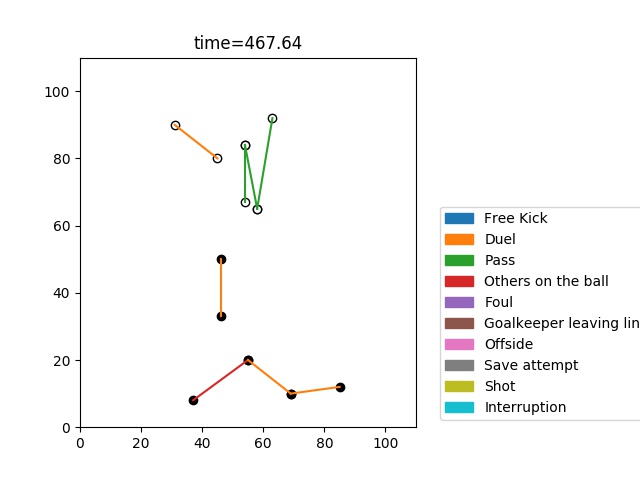 time=467.64
100
80
60
40
20
0
0 20 40 60 80 100
Free Kick
Duel
Pass
Others on the ball
Foul
Goalkeeper leaving lin
Offside
Save attempt
Shot
Interruption